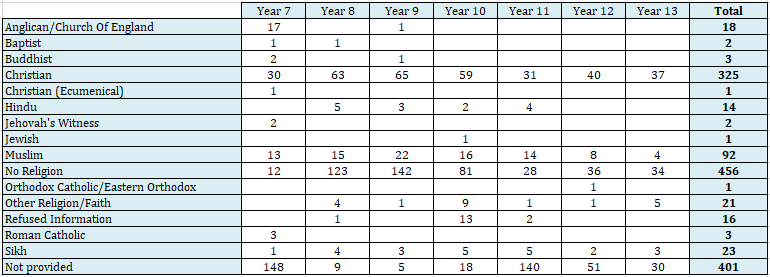 Year 7 Year 8 Year 9 Year 10 Year 11 Year 12 Year 13 Total
Anglican/Church Of England 17 1 18
Baptist 1 1 2
Buddhist 2 1 3
Christian 30 63 65 59 31 40 37 325
Christian (Ecumenical) 1 1
Hindu 5 3 2 4 14
Jehovah's Witness 2 2
Jewish 1 1
Muslim 13 15 22 16 14 8 4 92
No Religion 12 123 142 81 28 36 34 456
Orthodox Catholic/Eastern Orthodox 1 1
Other Religion/Faith 4 1 9 1 1 5 21
Refused Information 1 13 2 16
Roman Catholic 3 3
Sikh 1 4 3 5 5 2 3 23
Not provided 148 9 5 18 140 51 30 401